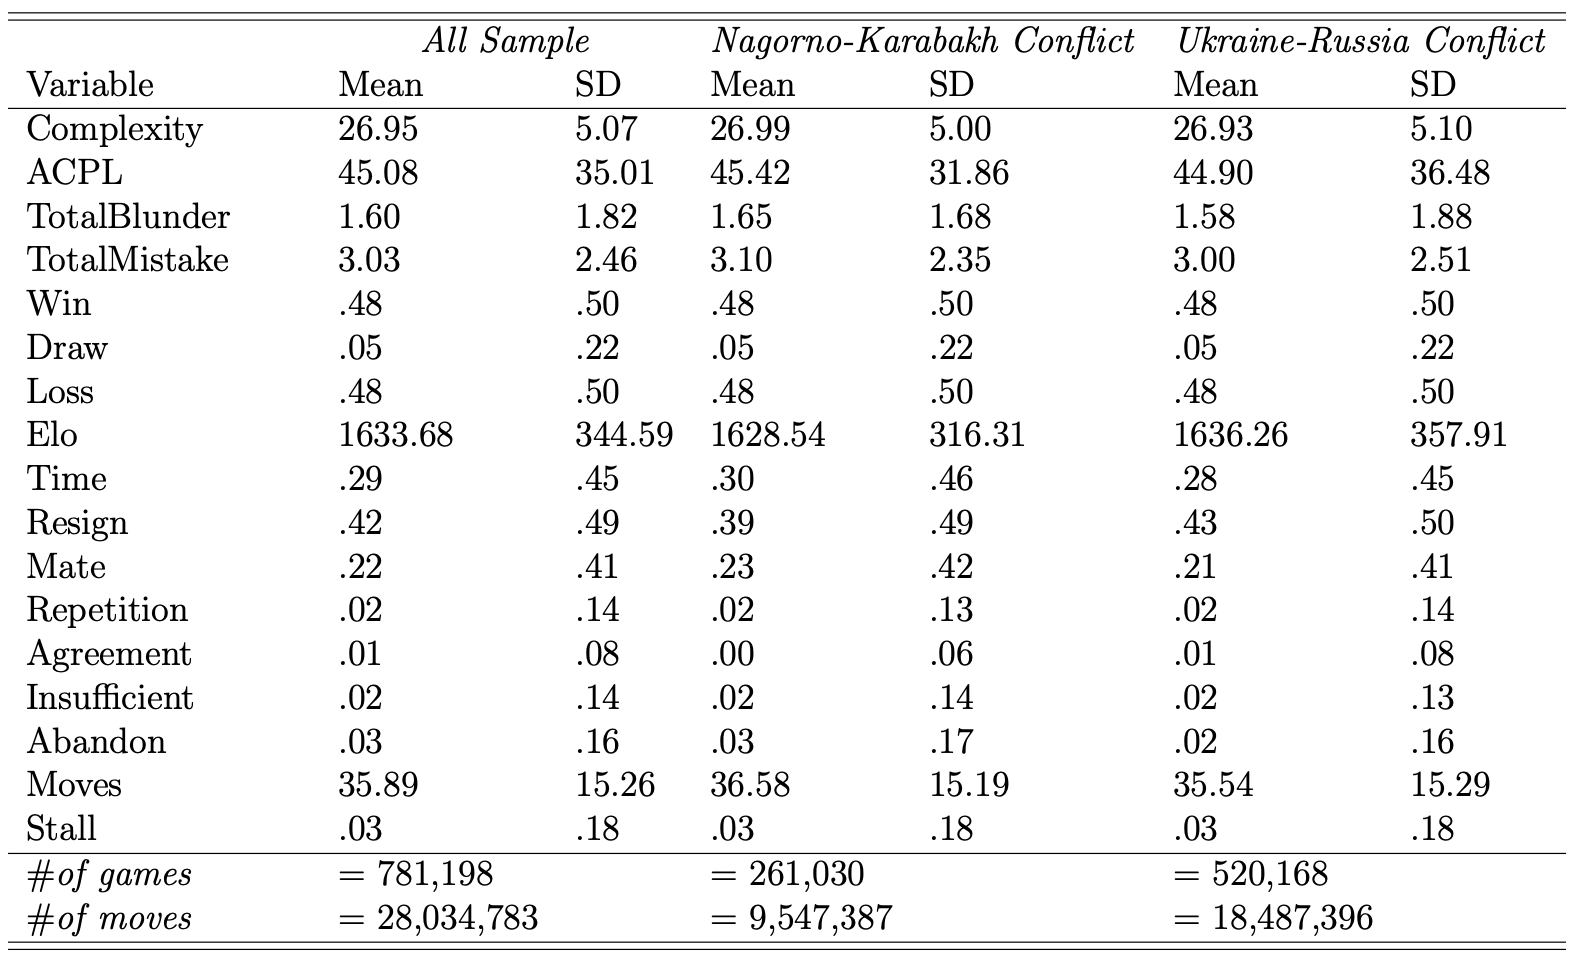 All Sample Nagorno-Karabakh Conflict Ukraine-Russia Conflict
Variable Mean SD Mean SD Mean SD
Complexity 26.95 5.07 26.99 5.00 26.93 5.10
ACPL 45.08 35.01 45.42 31.86 44.90 36.48
TotalBlunder 1.60 1.82 1.65 1.68 1.58 1.88
TotalMistake 3.03 2.46 3.10 2.35 3.00 2.51
Win .48 .50 .48 .50 .48 .50
Draw .05 .22 .05 .22 .05 .22
Loss .48 .50 .48 .50 .48 .50
Elo 1633.68 344.59 1628.54 316.31 1636.26 357.91
Time .29 .45 .30 .46 .28 .45
Resign .42 .49 .39 .49 .43 .50
Mate .22 .41 .23 .42 .21 .41
Repetition .02 .14 .02 .13 .02 .14
Agreement .01 .08 .00 .06 .01 .08
Insufficient .02 .14 .02 .14 .02 .13
Abandon .03 .16 .03 .17 .02 .16
Moves 35.89 15.26 36.58 15.19 35.54 15.29
Stall .03 .18 .03 .18 .03 .18
#of games = 781,198 = 261,030 = 520,168
#of moves = 28,034,783 = 9,547,387 = 18,487,396